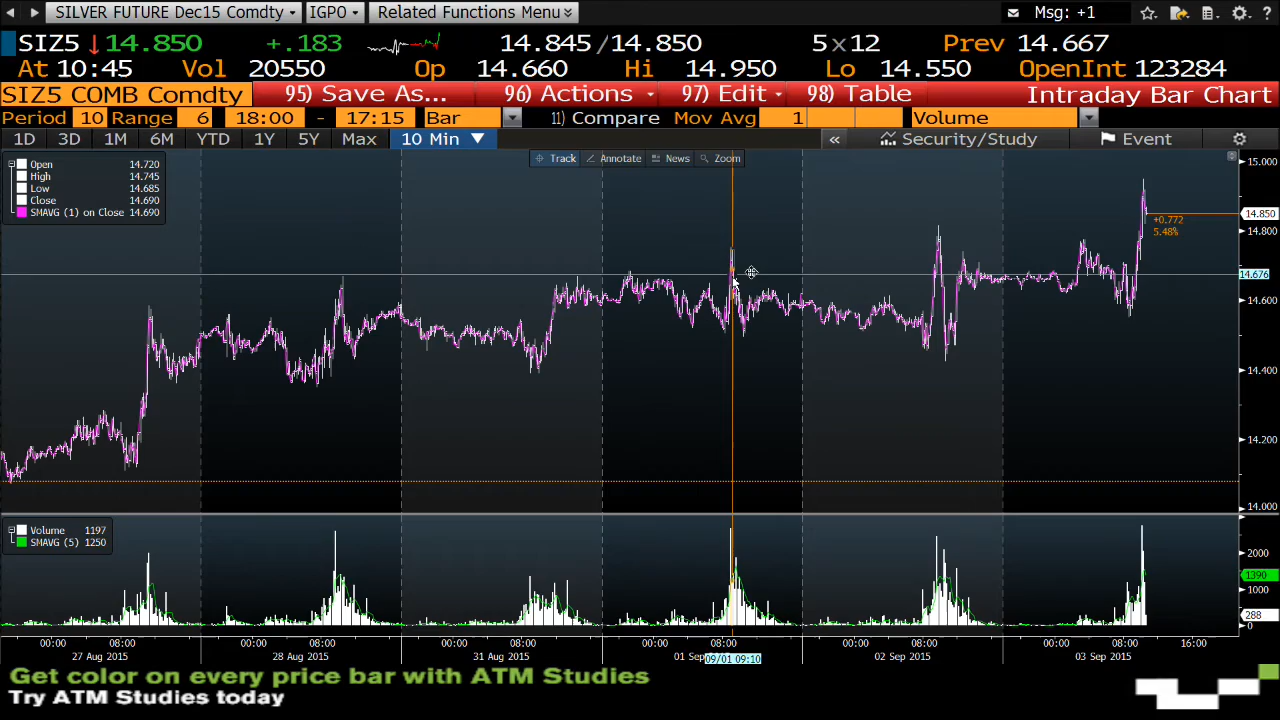 SILVER FUTURE Dec15 Comdty IGPO Related Functions Menu Msg: +1
SIZ5 14.850 +.183 14.845/14.850 5x12 Prev 14.667
At 10:45 Vol 20550 Op 14.660 Hi 14.950 Lo 14.550 OpenInt 123284
SIZ5 COMB Comdty 95) Save As... 96) Actions 97) Edit 98) Table Intraday Bar Chart
Period 10 Range 6 18:00 - 17:15 Bar 11) Compare Mov Avg 1 Volume
1D 3D 1M 6M YTD 1Y 5Y Max 10 Min « Security/Study Event
Track Annotate News Zoom
Open 14.720
High 14.745
Low 14.685
Close 14.690
SMAVG (1) on Close 14.690
15.000
14.850
+0.772
5.48%
14.800
14.676
14.600
14.400
14.200
14.000
Volume 1197
SMAVG (5) 1250
2000
1390
1000
288
0
00:00 08:00 00:00 08:00 00:00 08:00 00:00 08:00 00:00 08:00 00:00 08:00 16:00
27 Aug 2015 28 Aug 2015 31 Aug 2015 01 Sep 09/01 09:10 02 Sep 2015 03 Sep 2015
Get color on every price bar with ATM Studies
Try ATM Studies today